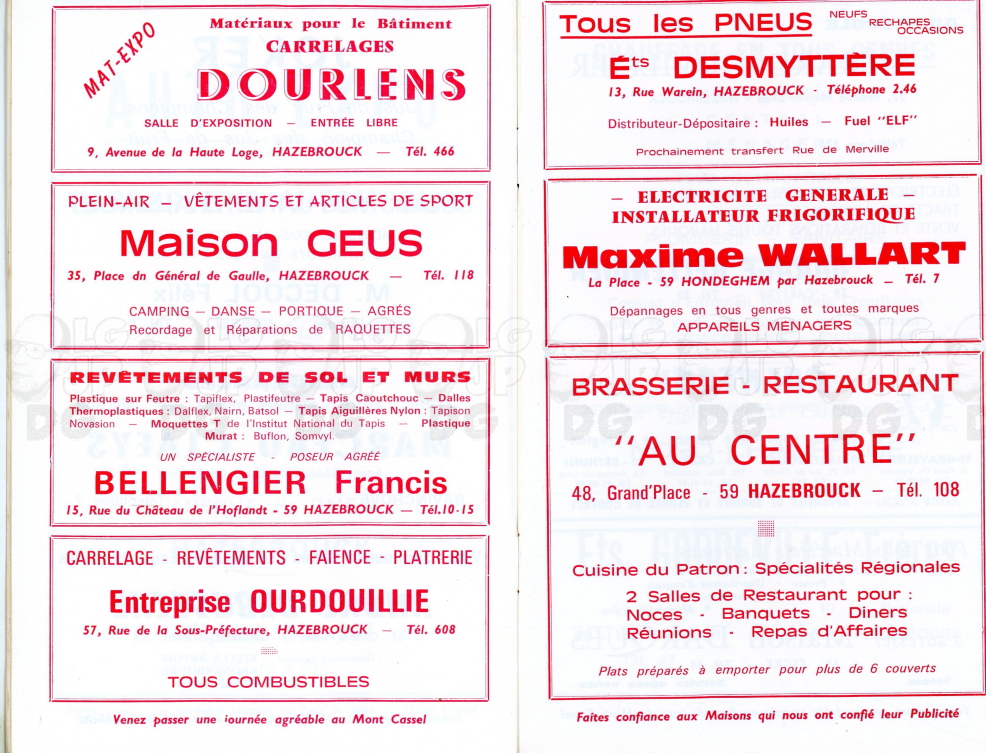 MAT-EXPO
Matériaux pour le Bâtiment
CARRELAGES
DOURLENS
SALLE D'EXPOSITION — ENTRÉE LIBRE
9, Avenue de la Haute Loge, HAZEBROUCK — Tél. 466
PLEIN-AIR — VÊTEMENTS ET ARTICLES DE SPORT
Maison GEUS
35, Place dn Général de Gaulle, HAZEBROUCK — Tél. 118
CAMPING — DANSE — PORTIQUE — AGRÉS
Recordage et Réparations de RAQUETTES
REVÊTEMENTS DE SOL ET MURS
Plastique sur Feutre : Tapiflex, Plastifeutre — Tapis Caoutchouc — Dalles
Thermoplastiques : Dalflex, Nairn, Batsol — Tapis Aiguillères Nylon : Tapison
Novasion — Moquettes T de l'Institut National du Tapis — Plastique
Murat : Buflon, Somvyl.
UN SPÉCIALISTE - POSEUR AGRÉÉ
BELLENGIER Francis
15, Rue du Château de l'Hoflandt - 59 HAZEBROUCK — Tél.10-15
CARRELAGE - REVÊTEMENTS - FAIENCE - PLATRERIE
Entreprise OURDOUILLIE
57, Rue de la Sous-Préfecture, HAZEBROUCK — Tél. 608
TOUS COMBUSTIBLES
Venez passer une iournée agréable au Mont Cassel
Tous les PNEUS NEUFS
RECHAPES
OCCASIONS
Éts DESMYTTÈRE
13, Rue Warein, HAZEBROUCK - Téléphone 2.46
Distributeur-Dépositaire : Huiles — Fuel "ELF"
Prochainement transfert Rue de Merville
— ELECTRICITE GENERALE —
INSTALLATEUR FRIGORIFIQUE
Maxime WALLART
La Place - 59 HONDEGHEM par Hazebrouck — Tél. 7
Dépannages en tous genres et toutes marques
APPAREILS MÉNAGERS
BRASSERIE - RESTAURANT
"AU CENTRE"
48, Grand'Place - 59 HAZEBROUCK — Tél. 108
Cuisine du Patron : Spécialités Régionales
2 Salles de Restaurant pour :
Noces - Banquets - Diners
Réunions - Repas d'Affaires
Plats préparés à emporter pour plus de 6 couverts
Faites confiance aux Maisons qui nous ont confié leur Publicité